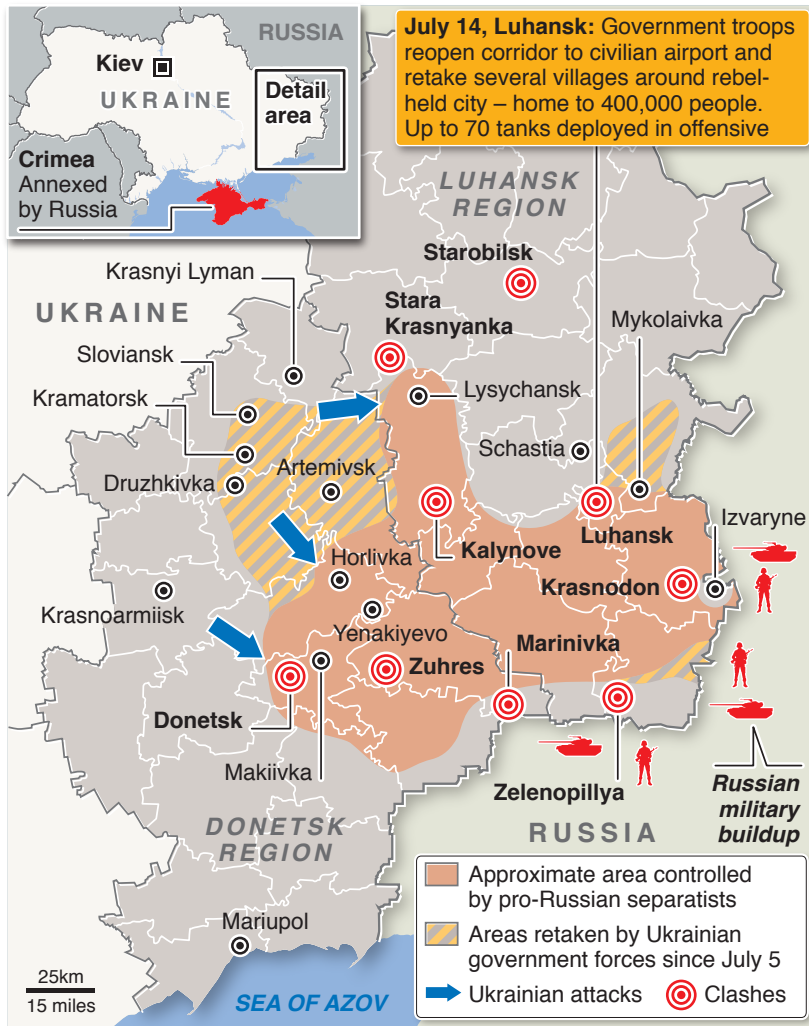 RUSSIA
Kiev
UKRAINE
Detail
area
Crimea
Annexed
by Russia
July 14, Luhansk: Government troops
reopen corridor to civilian airport and
retake several villages around rebel-
held city – home to 400,000 people.
Up to 70 tanks deployed in offensive
LUHANSK
REGION
Starobilsk
Krasnyi Lyman
Stara
Krasnyanka
UKRAINE
Mykolaivka
Sloviansk
Lysychansk
Kramatorsk
Schastia
Artemivsk
Druzhkivka
Izvaryne
Kalynove
Luhansk
Horlivka
Krasnodon
Krasnoarmiisk
Yenakiyevo
Marinivka
Zuhres
Donetsk
Makiivka
Zelenopillya
Russian
military
buildup
DONETSK
REGION
RUSSIA
Approximate area controlled
by pro-Russian separatists
Areas retaken by Ukrainian
government forces since July 5
Ukrainian attacks
Clashes
Mariupol
25km
15 miles
SEA OF AZOV